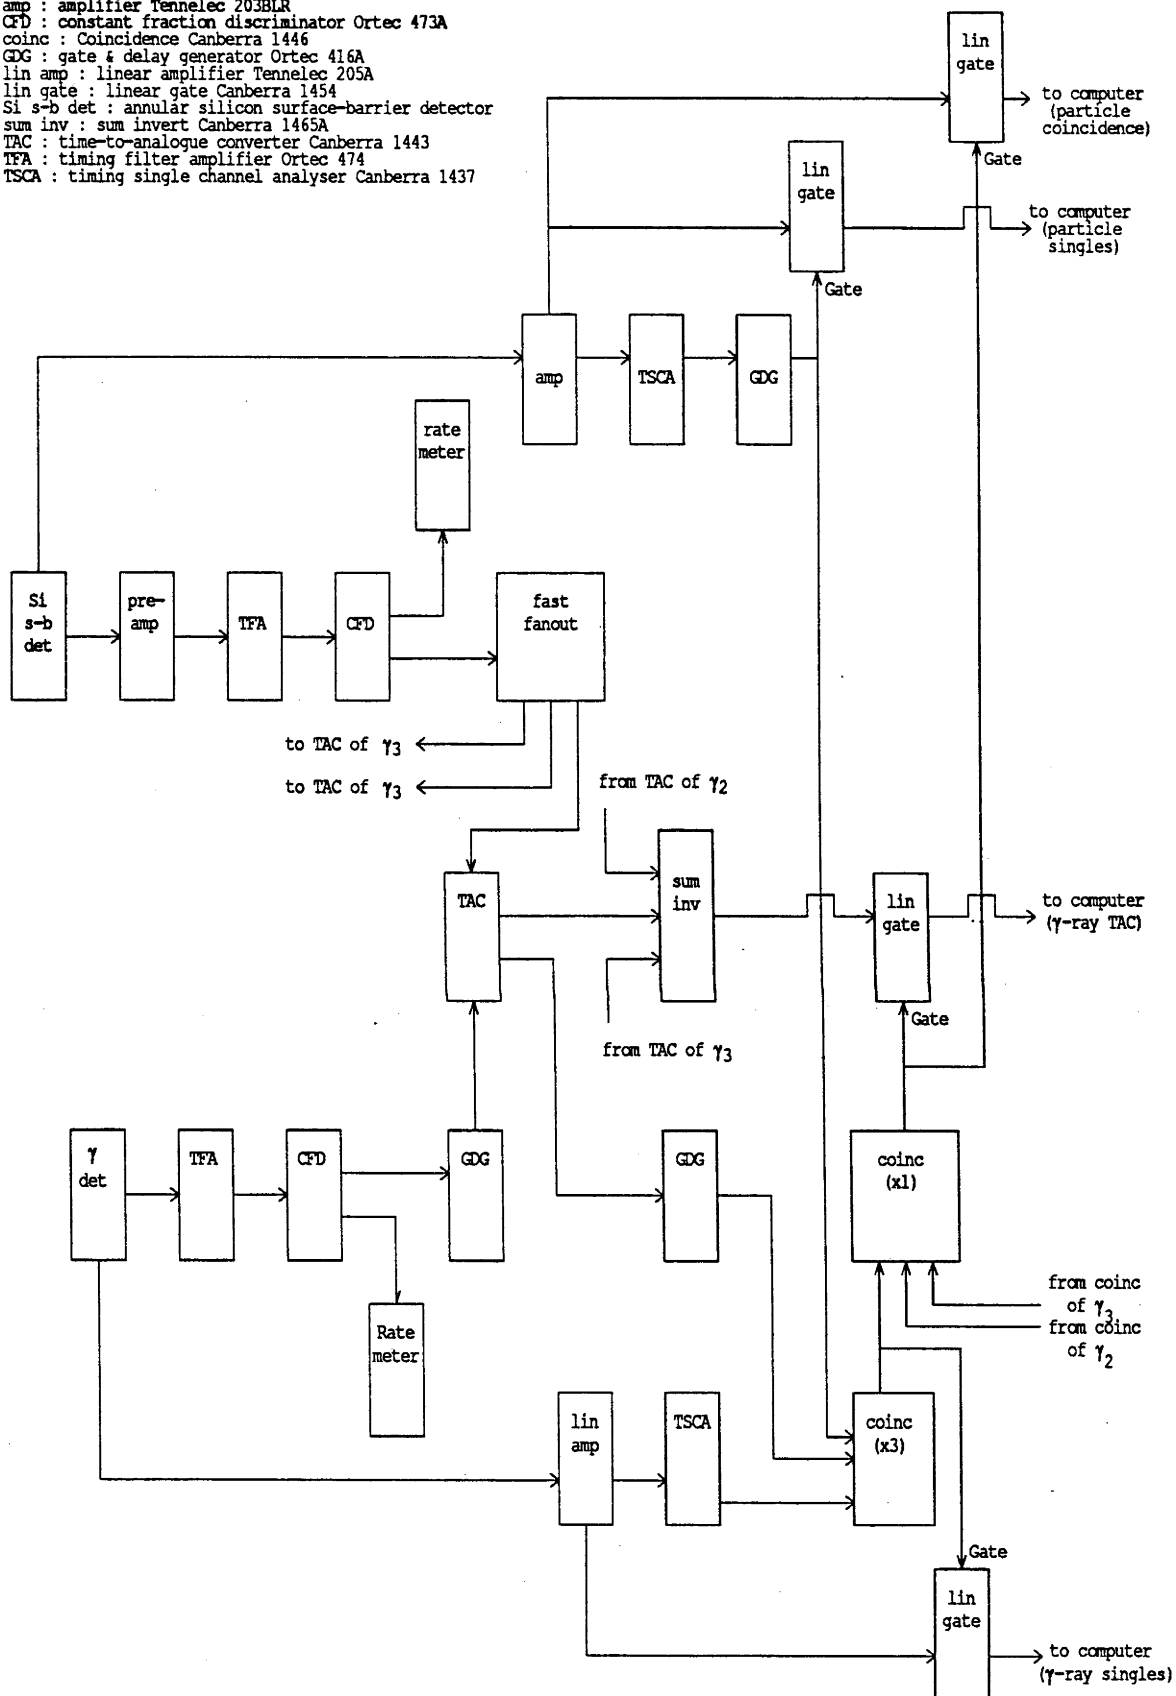 amp : amplifier Tennelec 203BLR
CFD : constant fraction discriminator Ortec 473A
coinc : Coincidence Canberra 1446
GDG : gate & delay generator Ortec 416A
lin amp : linear amplifier Tennelec 205A
lin gate : linear gate Canberra 1454
Si s-b det : annular silicon surface-barrier detector
sum inv : sum invert Canberra 1465A
TAC : time-to-analogue converter Canberra 1443
TFA : timing filter amplifier Ortec 474
TSCA : timing single channel analyser Canberra 1437
lin
gate
to computer
(particle
coincidence)
Gate
lin
gate
to computer
(particle
singles)
Gate
amp
TSCA
GDG
rate
meter
Si
s-b
det
pre-
amp
TFA
CFD
fast
fanout
to TAC of γ3
to TAC of γ3
from TAC of γ2
TAC
sum
inv
lin
gate
to computer
(γ-ray TAC)
Gate
from TAC of γ3
γ
det
TFA
CFD
GDG
GDG
coinc
(x1)
from coinc
of γ3
from coinc
of γ2
Rate
meter
lin
amp
TSCA
coinc
(x3)
Gate
lin
gate
to computer
(γ-ray singles)